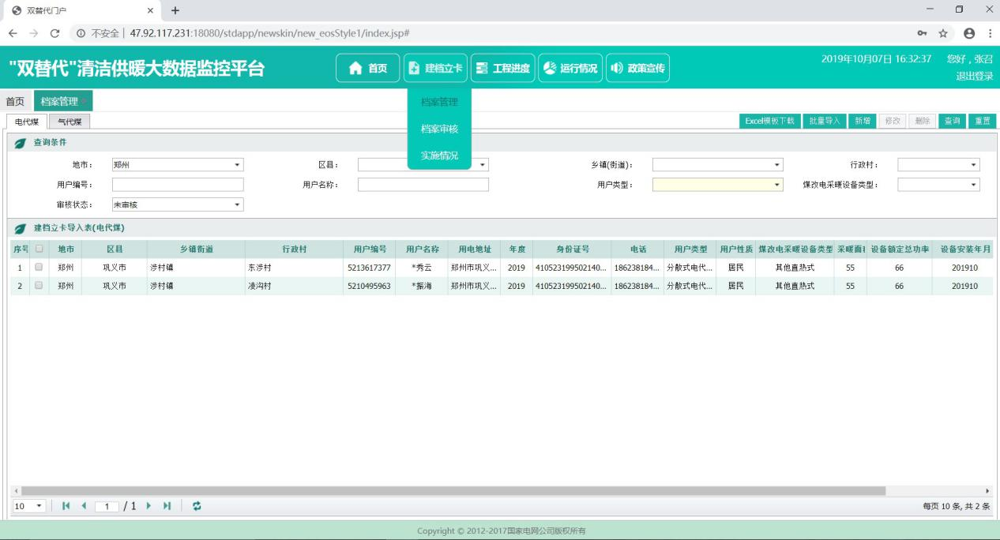 双替代门户
不安全 | 47.92.117.231:18080/stdapp/newskin/new_eosStyle1/index.jsp#
"双替代"清洁供暖大数据监控平台
首页 建档立卡 工程进度 运行情况 政策宣传
2019年10月07日 16:32:37 您好，张召
退出登录
档案管理
档案审核
实施情况
首页 档案管理
电代煤 气代煤
Excel模板下载 批量导入 新增 修改 删除 查询 重置
查询条件
地市： 郑州 区县： 乡镇(街道)： 行政村：
用户编号： 用户名称： 用户类型： 煤改电采暖设备类型：
审核状态： 未审核
建档立卡导入表(电代煤)
序号 地市 区县 乡镇街道 行政村 用户编号 用户名称 用电地址 年度 身份证号 电话 用户类型 用户性质 煤改电采暖设备类型 采暖面 设备额定总功率 设备安装年月
1 郑州 巩义市 涉村镇 东涉村 5213617377 *秀云 郑州市巩义... 2019 410523199502140... 186238184... 分散式电代... 居民 其他直热式 55 66 201910
2 郑州 巩义市 涉村镇 凌沟村 5210495963 *振海 郑州市巩义... 2019 410523199502140... 186238184... 分散式电代... 居民 其他直热式 55 66 201910
10 1 / 1 每页 10 条, 共 2 条
Copyright © 2012-2017国家电网公司版权所有